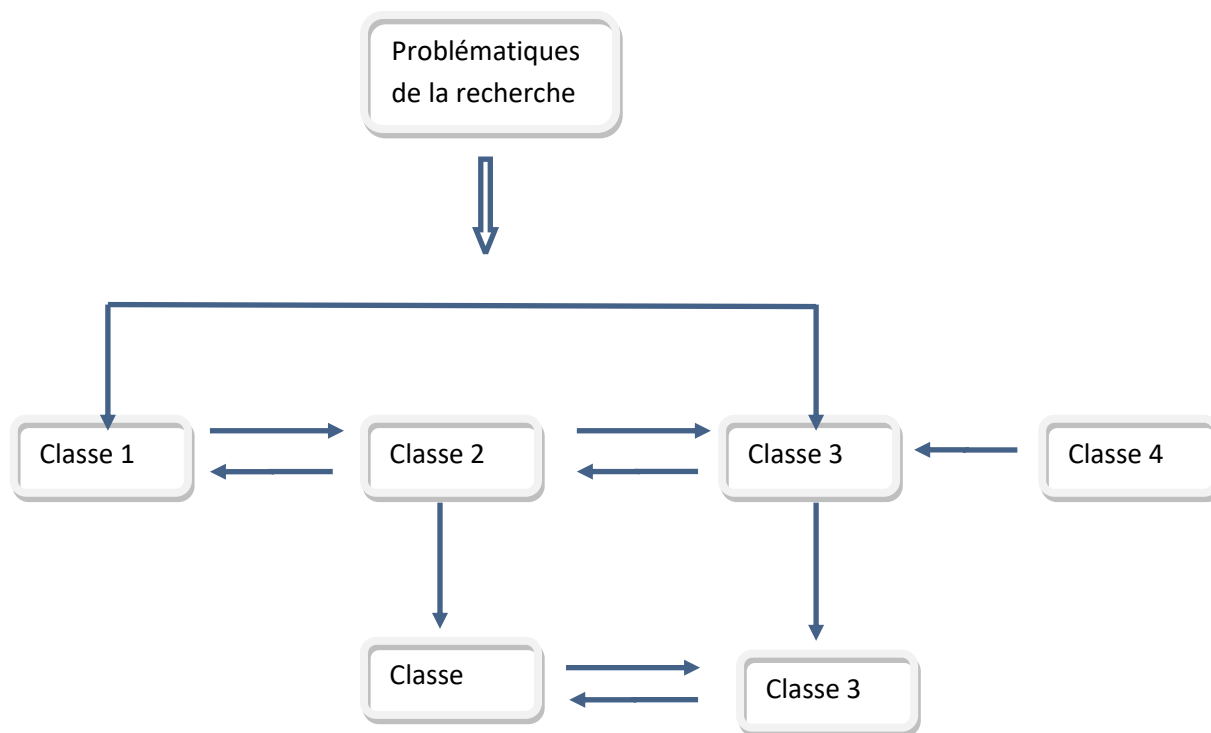 Problématiques
de la recherche
Classe 1
Classe 2
Classe 3
Classe 4
Classe
Classe 3